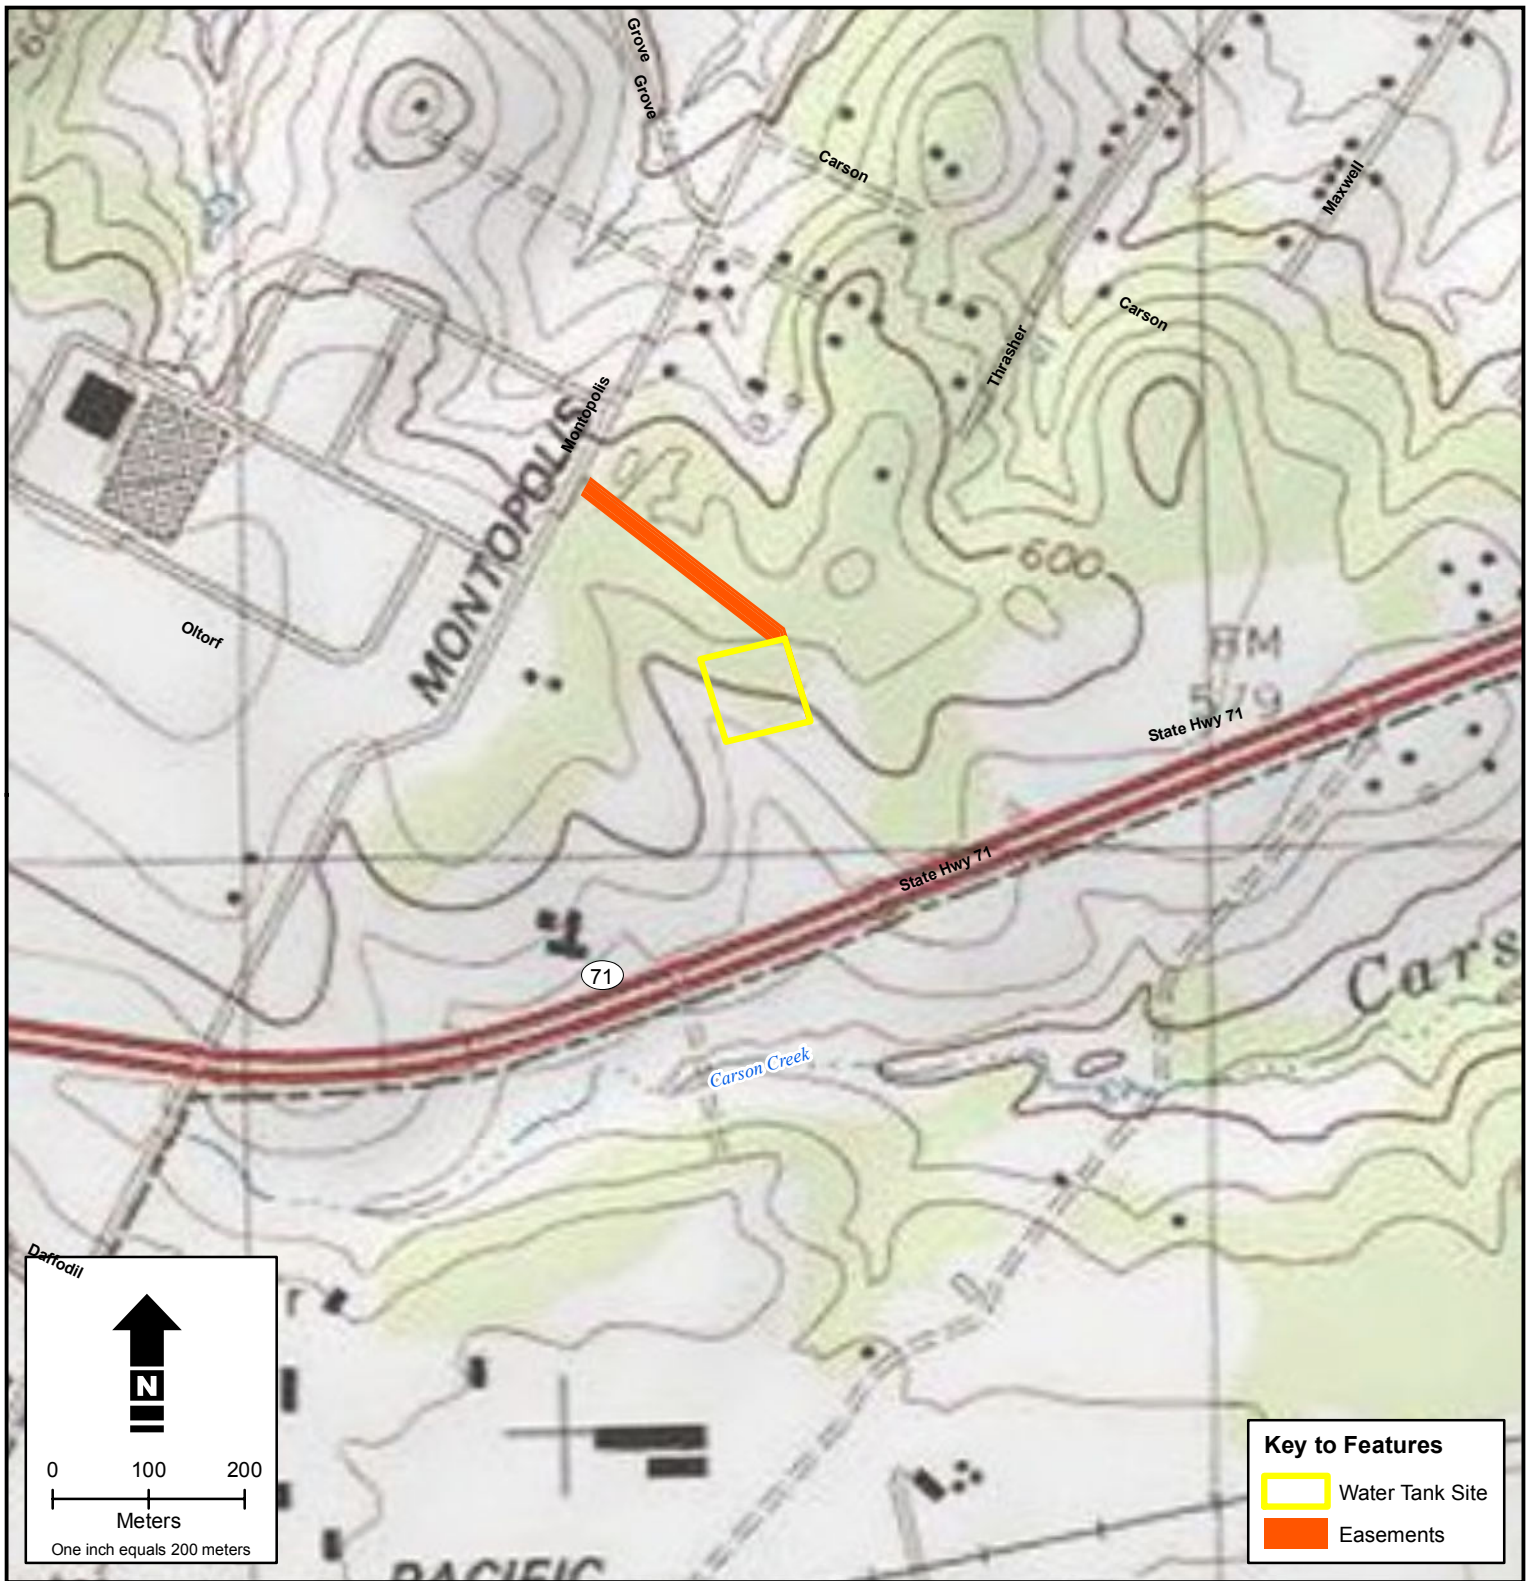 Grove
Grove
Carson
Maxwell
Carson
Thrasher
Montopolis
MONTOPOLIS
600
Oltorf
BM
579
State Hwy 71
State Hwy 71
Cars
71
Carson Creek
Daffodil
N
0 100 200
Meters
One inch equals 200 meters
PACIFIC
Key to Features
Water Tank Site
Easements